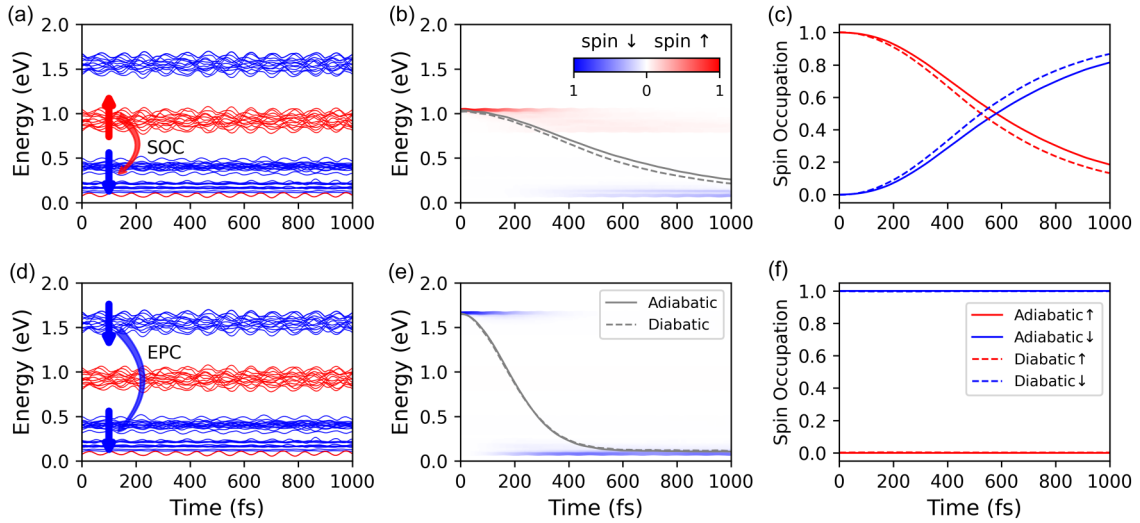 (a)
2.0
1.5
1.0
0.5
0.0
Energy (eV)
SOC
0 200 400 600 800 1000
(b)
2.0
1.5
1.0
0.5
0.0
Energy (eV)
spin ↓ spin ↑
1 0 1
0 200 400 600 800 1000
(c)
1.0
0.8
0.6
0.4
0.2
0.0
Spin Occupation
0 200 400 600 800 1000
(d)
2.0
1.5
1.0
0.5
0.0
Energy (eV)
EPC
0 200 400 600 800 1000
Time (fs)
(e)
2.0
1.5
1.0
0.5
0.0
Energy (eV)
Adiabatic
Diabatic
0 200 400 600 800 1000
Time (fs)
(f)
1.0
0.8
0.6
0.4
0.2
0.0
Spin Occupation
Adiabatic↑
Adiabatic↓
Diabatic↑
Diabatic↓
0 200 400 600 800 1000
Time (fs)